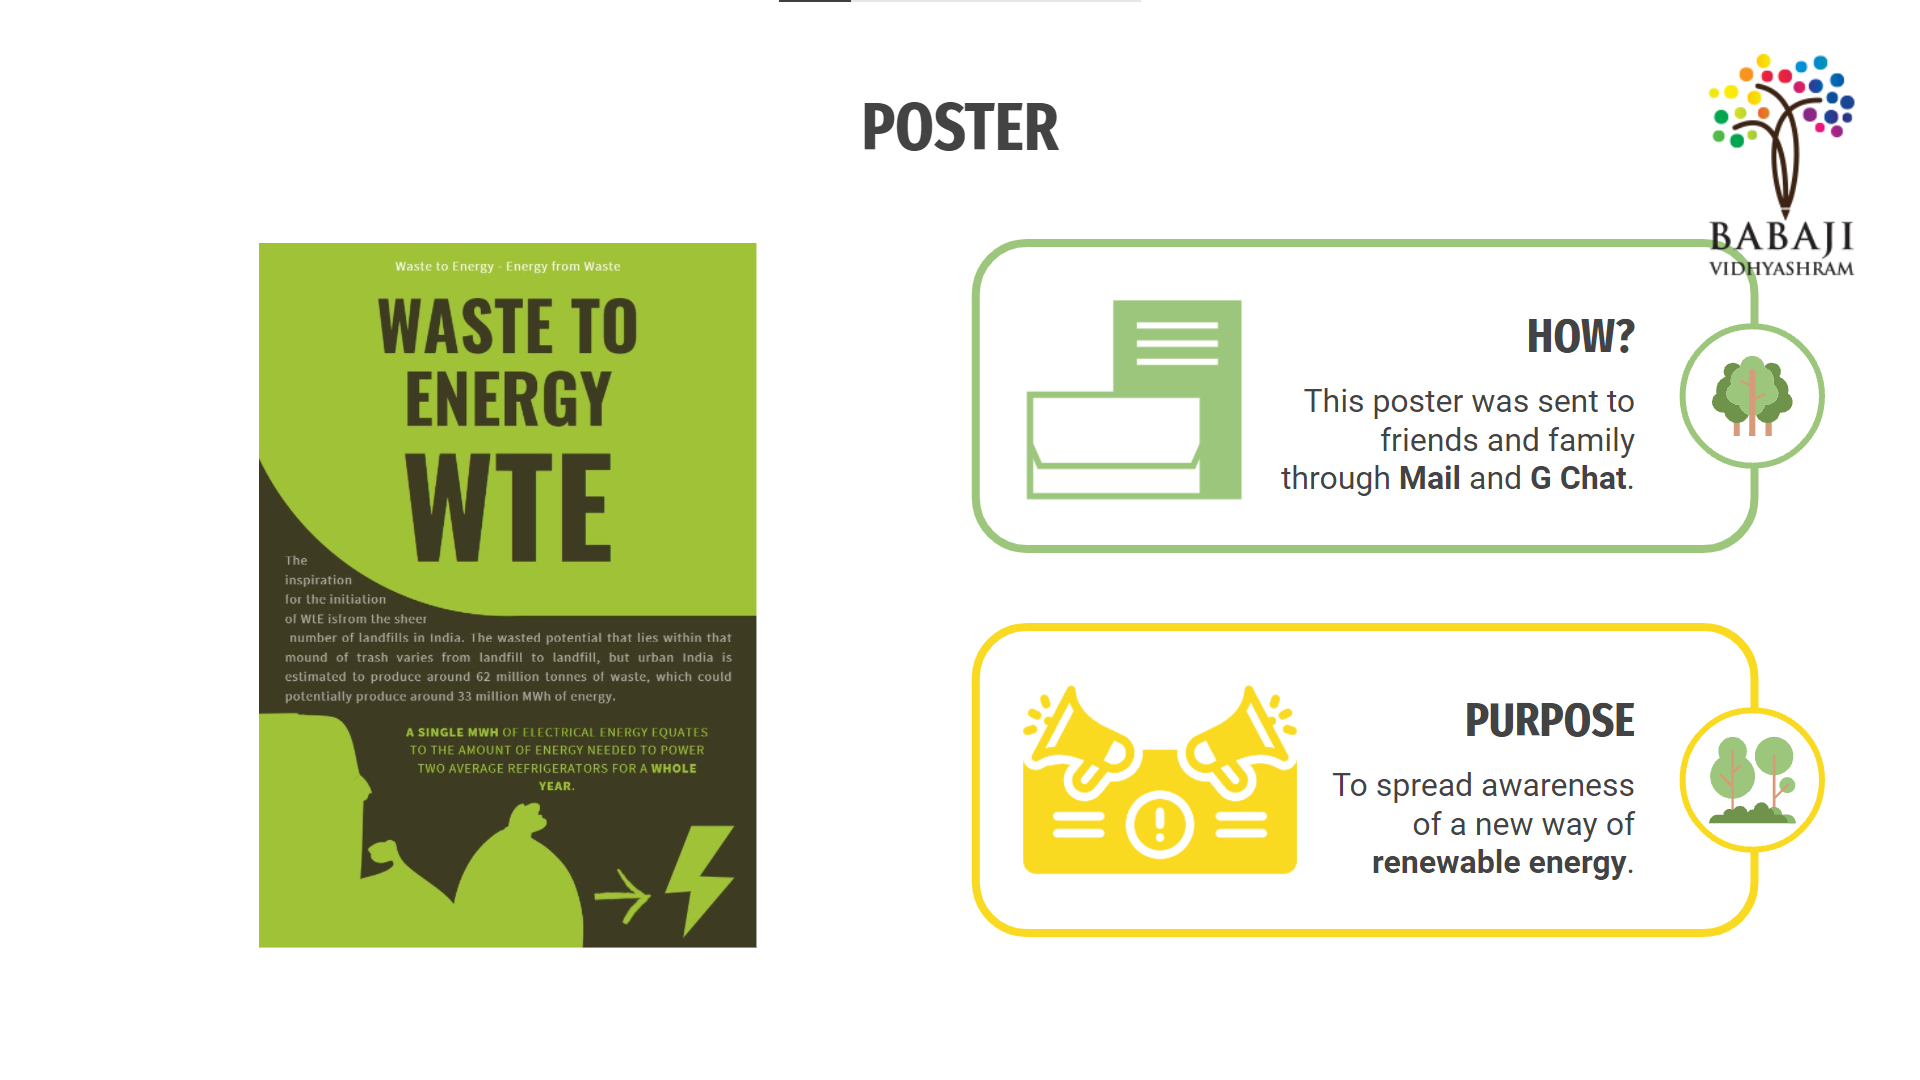 POSTER
BABAJI
VIDHYASHRAM
Waste to Energy - Energy from Waste
WASTE TO
ENERGY
WTE
The
inspiration
for the initiation
of WtE isfrom the sheer
number of landfills in India. The wasted potential that lies within that
mound of trash varies from landfill to landfill, but urban India is
estimated to produce around 62 million tonnes of waste, which could
potentially produce around 33 million MWh of energy.
A SINGLE MWH OF ELECTRICAL ENERGY EQUATES
TO THE AMOUNT OF ENERGY NEEDED TO POWER
TWO AVERAGE REFRIGERATORS FOR A WHOLE
YEAR.
HOW?
This poster was sent to
friends and family
through Mail and G Chat.
PURPOSE
To spread awareness
of a new way of
renewable energy.